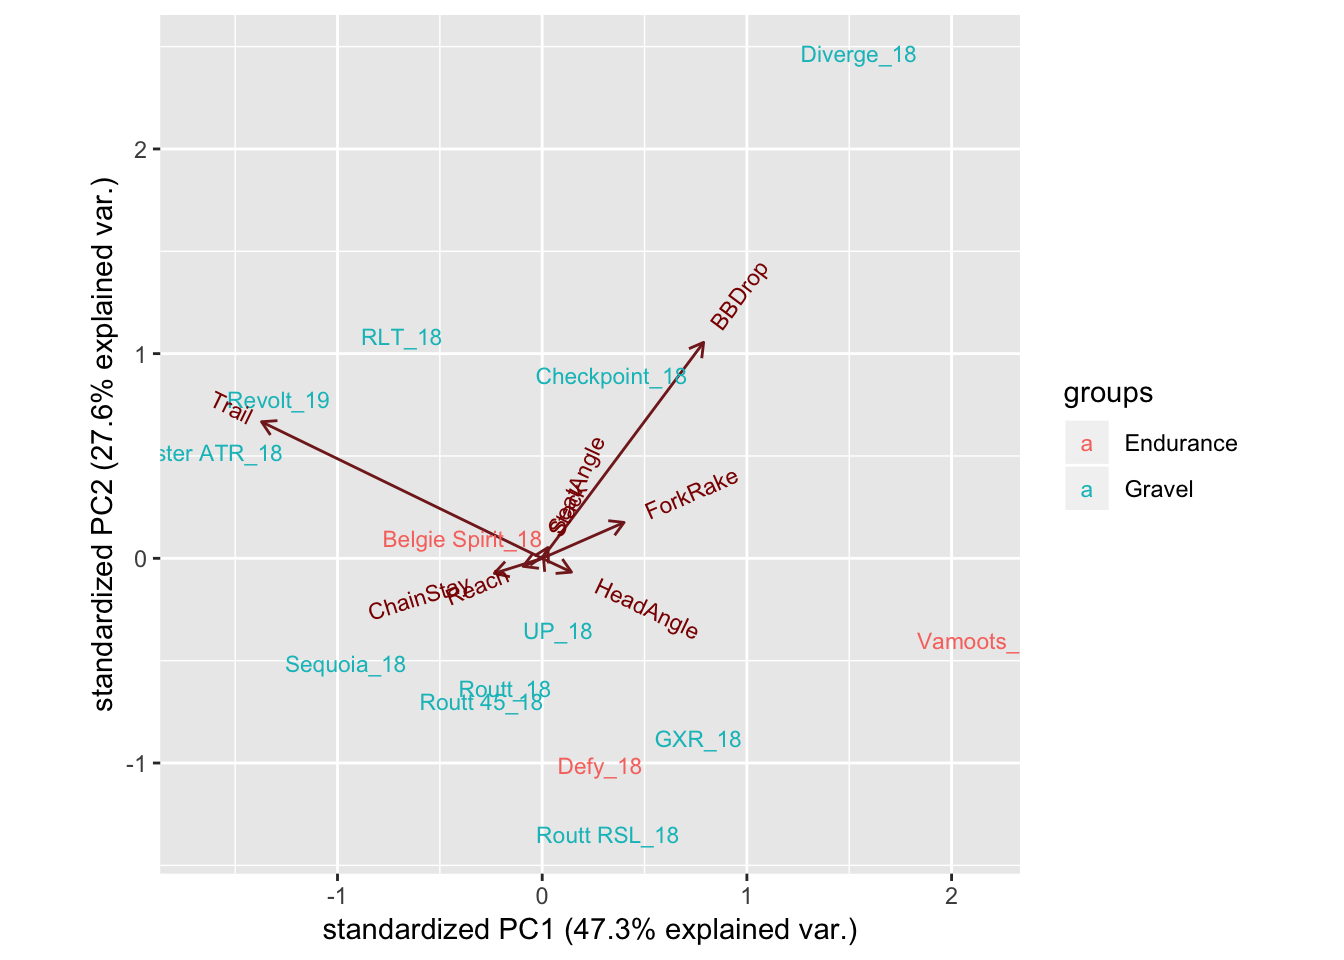 Diverge_18
2
BBDrop
RLT_18
1
Checkpoint_18
Revolt_19
Trail
ster ATR_18
SeatAngle
Stack
ForkRake
Belgie Spirit_18
0
ChainStay
Reach
HeadAngle
UP_18
Vamoots_
Sequoia_18
Routt_18
Routt 45_18
GXR_18
-1
Defy_18
Routt RSL_18
-1
0
1
2
standardized PC1 (47.3% explained var.)
standardized PC2 (27.6% explained var.)
groups
a Endurance
a Gravel